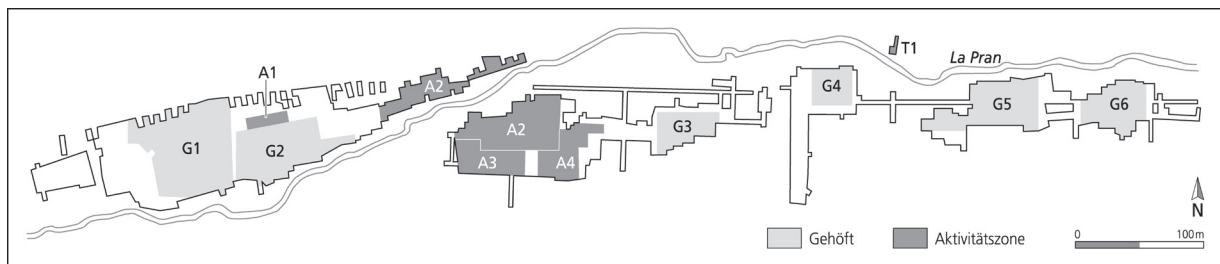 T1
La Pran
A1
A2
G4
G5
G6
G1
G2
A2
G3
A3
A4
N
Gehöft
Aktivitätszone
0
100 m